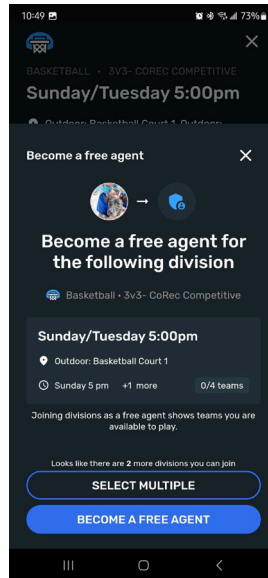 10:49 73%
BASKETBALL • 3V3- COREC COMPETITIVE
Sunday/Tuesday 5:00pm
Outdoor: Basketball Court 1, Outdoor:
Become a free agent
Become a free agent for
the following division
Basketball • 3v3- CoRec Competitive
Sunday/Tuesday 5:00pm
Outdoor: Basketball Court 1
Sunday 5 pm +1 more 0/4 teams
Joining divisions as a free agent shows teams you are
available to play.
Looks like there are 2 more divisions you can join
SELECT MULTIPLE
BECOME A FREE AGENT